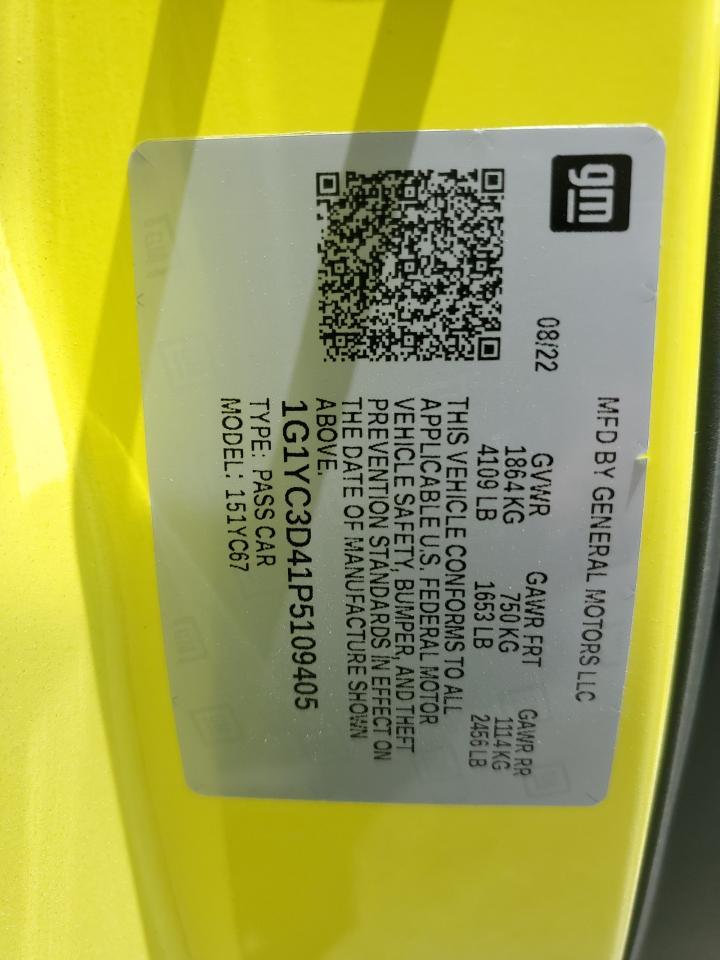 gm
MFD BY GENERAL MOTORS LLC
08/22
GVWR GAWR FRT GAWR RR
1864 KG 750 KG 1114 KG
4109 LB 1653 LB 2456 LB
THIS VEHICLE CONFORMS TO ALL
APPLICABLE U.S. FEDERAL MOTOR
VEHICLE SAFETY, BUMPER, AND THEFT
PREVENTION STANDARDS IN EFFECT ON
THE DATE OF MANUFACTURE SHOWN
ABOVE.
1G1YC3D41P5109405
TYPE: PASS CAR
MODEL: 151YC67